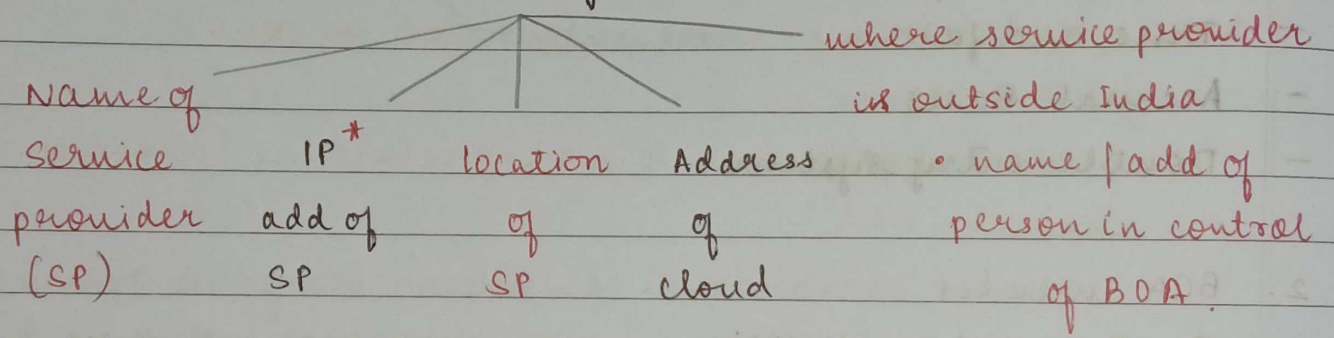 where service provider
is outside India
Name of
service
provider
(SP)
IP*
add of
SP
location
of
SP
Address
of
cloud
• name / add of
person in control
of BOA.